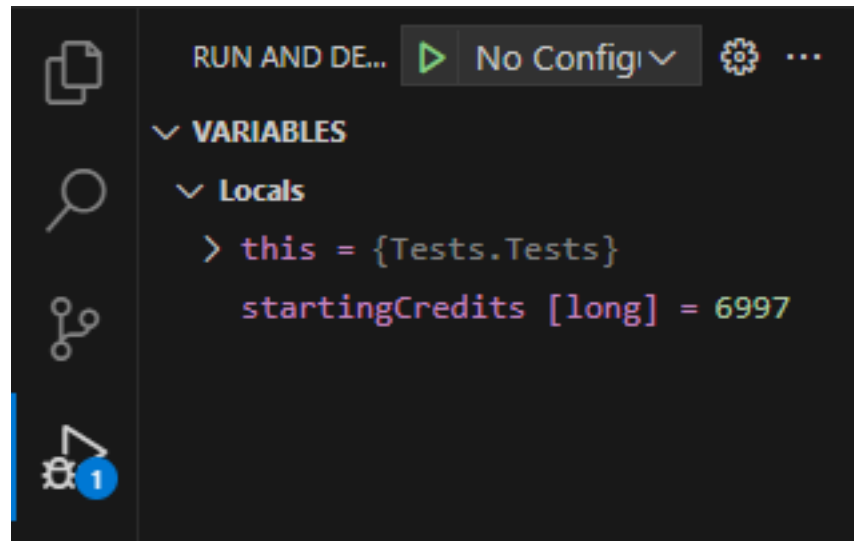 RUN AND DE... No Config
VARIABLES
Locals
this = {Tests.Tests}
startingCredits [long] = 6997
1